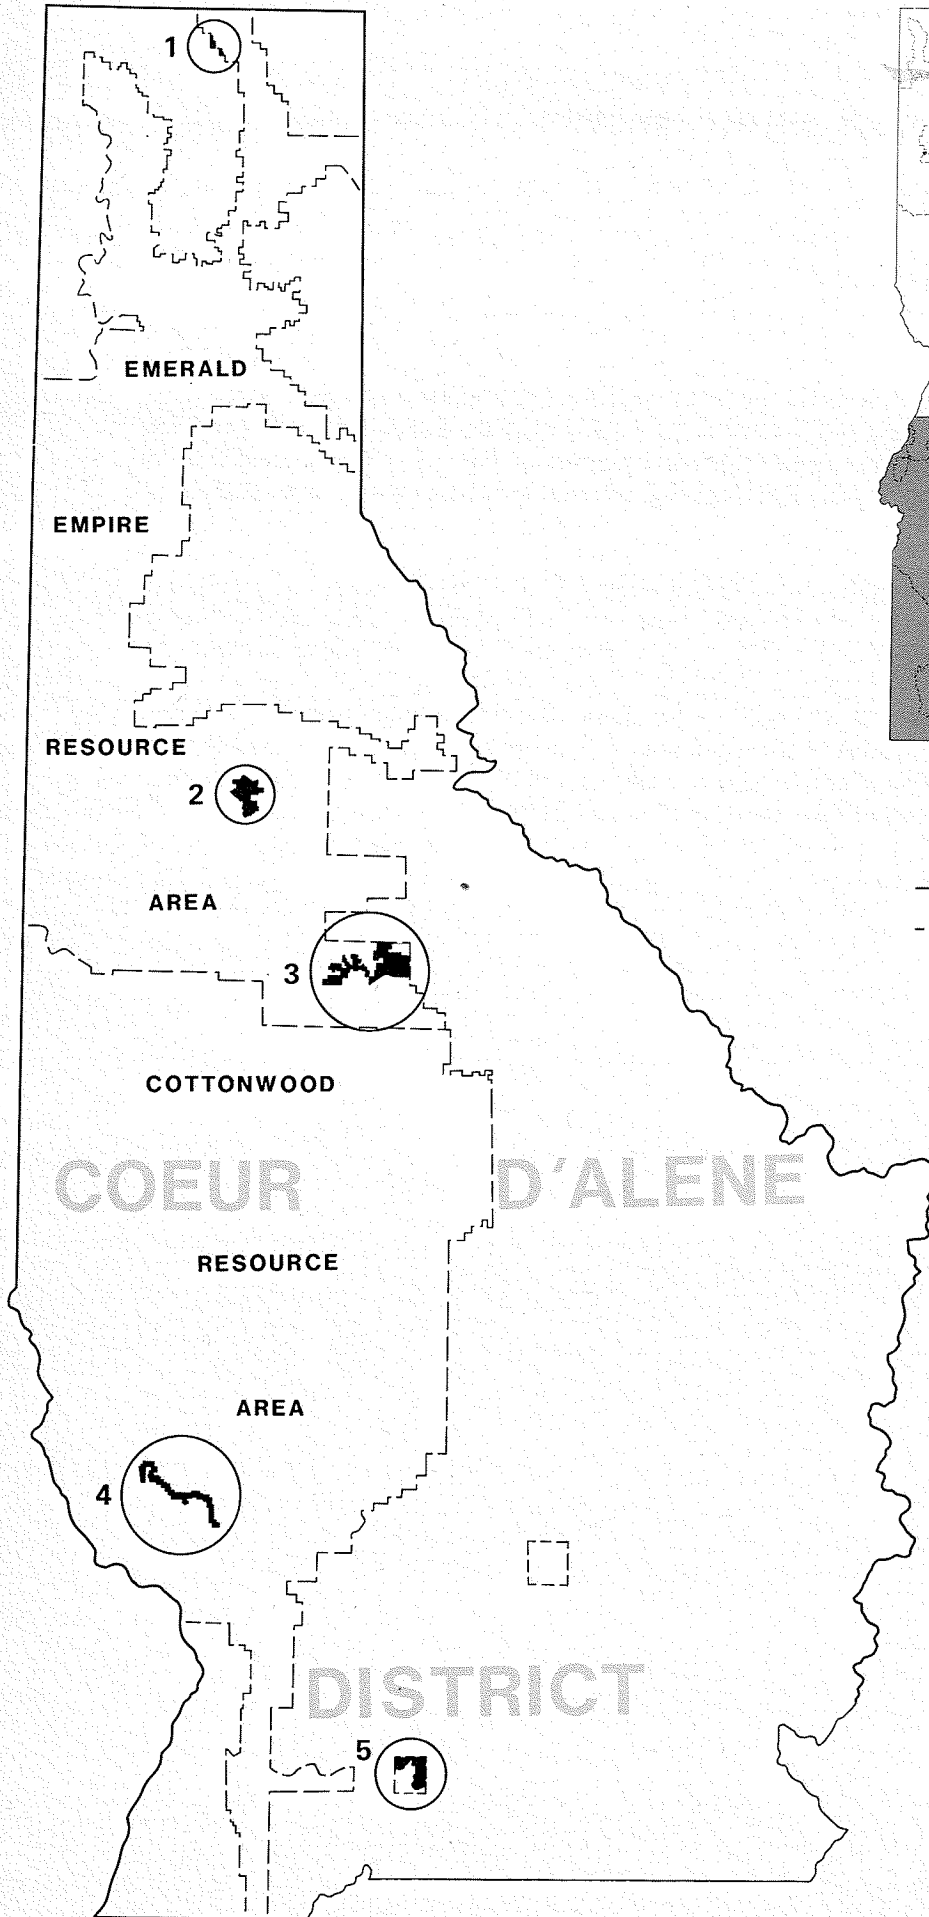 1
EMERALD
EMPIRE
RESOURCE
2
AREA
3
COTTONWOOD
COEUR D'ALENE
RESOURCE
AREA
4
DISTRICT
5